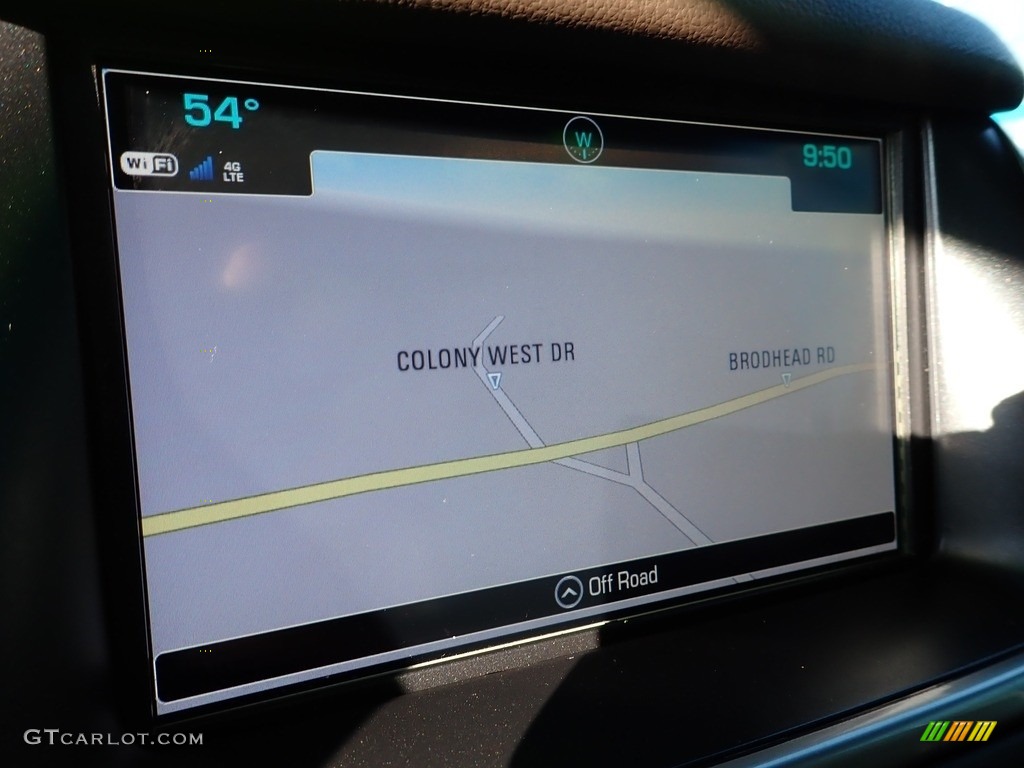 54°
W
9:50
WiFi
4G
LTE
COLONY WEST DR
BRODHEAD RD
Off Road
GTCARLOT.COM